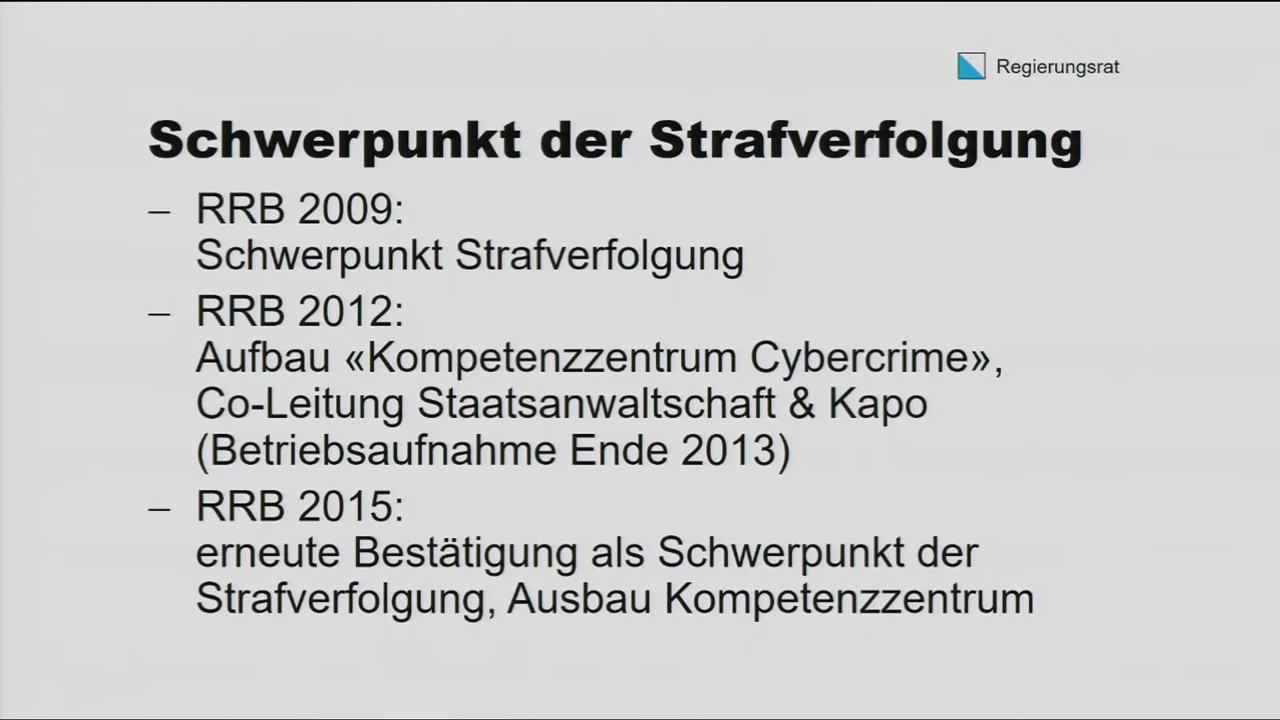 Regierungsrat
Schwerpunkt der Strafverfolgung
– RRB 2009:
Schwerpunkt Strafverfolgung
– RRB 2012:
Aufbau «Kompetenzzentrum Cybercrime»,
Co-Leitung Staatsanwaltschaft & Kapo
(Betriebsaufnahme Ende 2013)
– RRB 2015:
erneute Bestätigung als Schwerpunkt der
Strafverfolgung, Ausbau Kompetenzzentrum